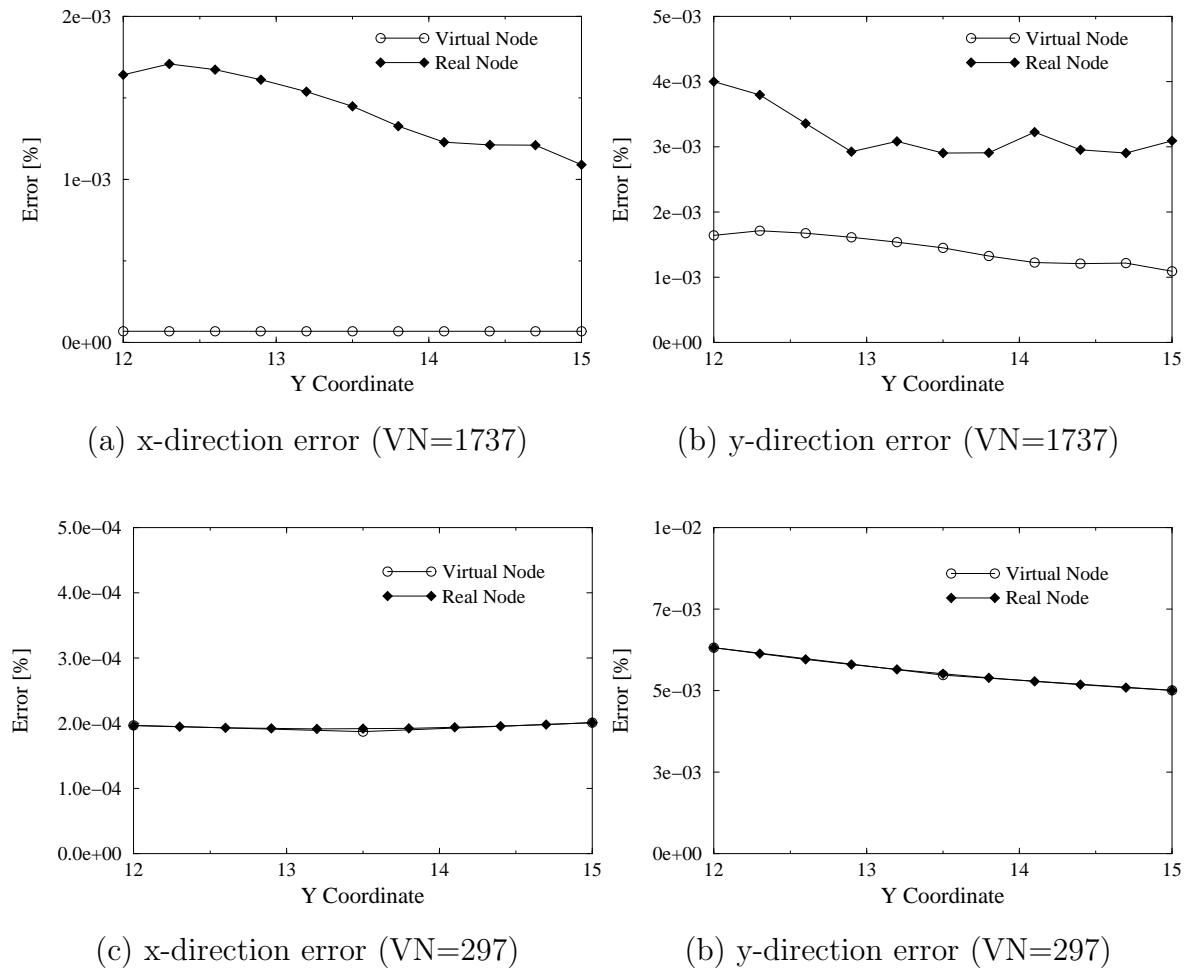 2e−03
1e−03
0e+00
Error [%]
Virtual Node
Real Node
12
13
14
15
Y Coordinate
(a) x-direction error (VN=1737)
5e−03
4e−03
3e−03
2e−03
1e−03
0e+00
Error [%]
Virtual Node
Real Node
12
13
14
15
Y Coordinate
(b) y-direction error (VN=1737)
5.0e−04
4.0e−04
3.0e−04
2.0e−04
1.0e−04
0.0e+00
Error [%]
Virtual Node
Real Node
12
13
14
15
Y Coordinate
(c) x-direction error (VN=297)
1e−02
7e−03
5e−03
3e−03
0e+00
Error [%]
Virtual Node
Real Node
12
13
14
15
Y Coordinate
(b) y-direction error (VN=297)